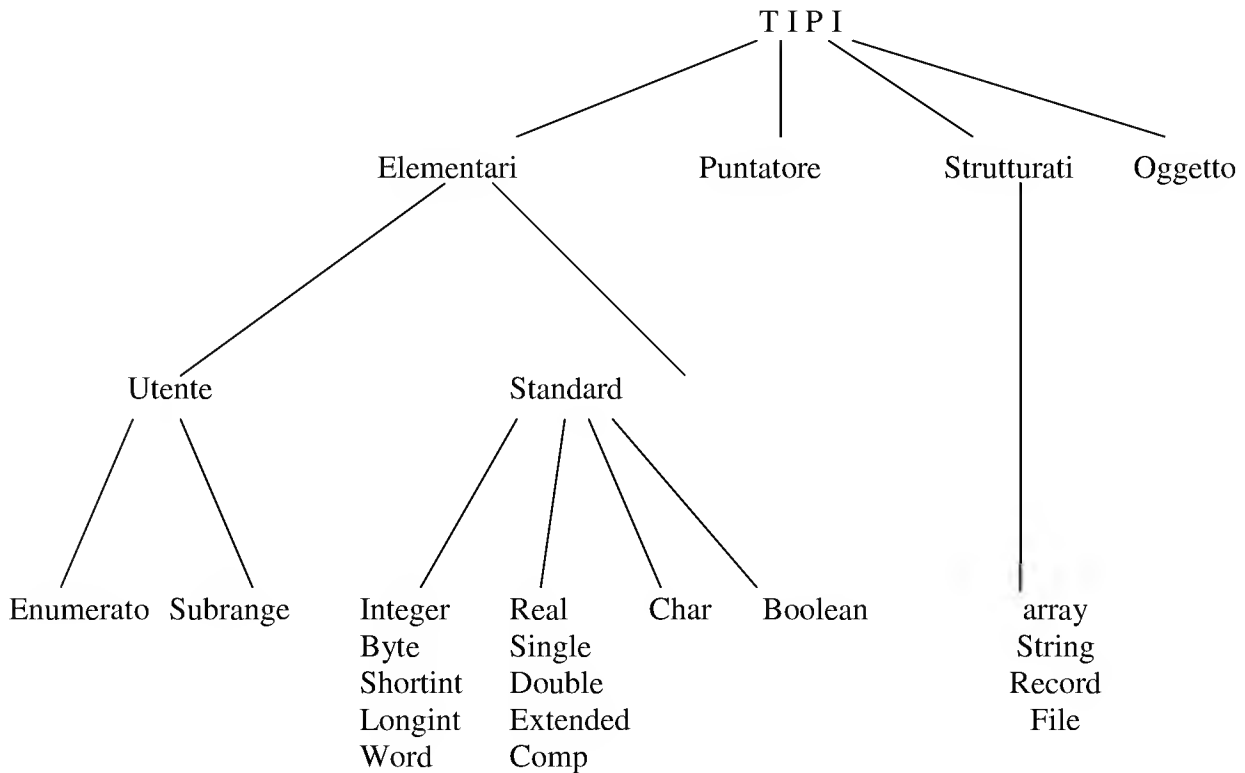 T I P I
Elementari Puntatore Strutturati Oggetto
Utente Standard
Enumerato Subrange Integer Real Char Boolean array
Byte Single String
Shortint Double Record
Longint Extended File
Word Comp